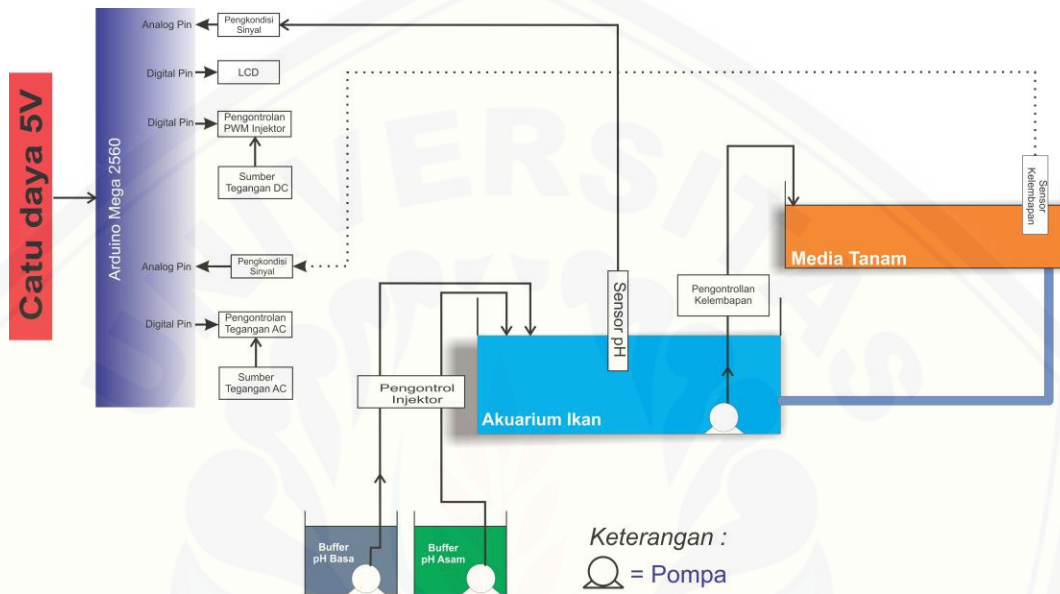 Catu daya 5V
Arduino Mega 2560
Analog Pin
Pengkondisi
Sinyal
Digital Pin
LCD
Digital Pin
Pengontrolan
PWM Injektor
Sumber
Tegangan DC
Analog Pin
Pengkondisi
Sinyal
Digital Pin
Pengontrolan
Tegangan AC
Sumber
Tegangan AC
Pengontrol
Injektor
Sensor pH
Pengontrollan
Kelembapan
Sensor
Kelembapan
Media Tanam
Akuarium Ikan
Buffer
pH Basa
Buffer
pH Asam
Keterangan :
= Pompa
UNIVERSITAS